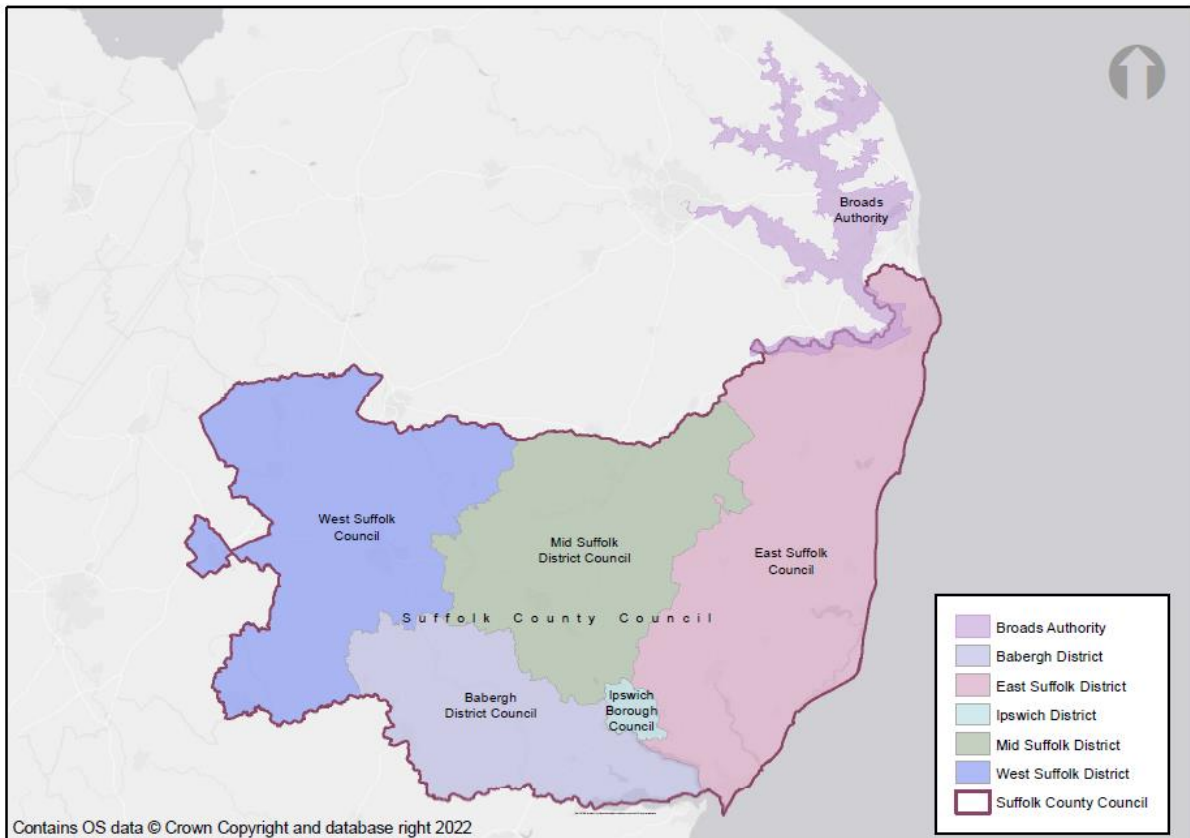 Broads
Authority
West Suffolk
Council
Mid Suffolk
District Council
East Suffolk
Council
Suffolk County Council
Babergh
District Council
Ipswich
Borough
Council
Broads Authority
Babergh District
East Suffolk District
Ipswich District
Mid Suffolk District
West Suffolk District
Suffolk County Council
Contains OS data © Crown Copyright and database right 2022